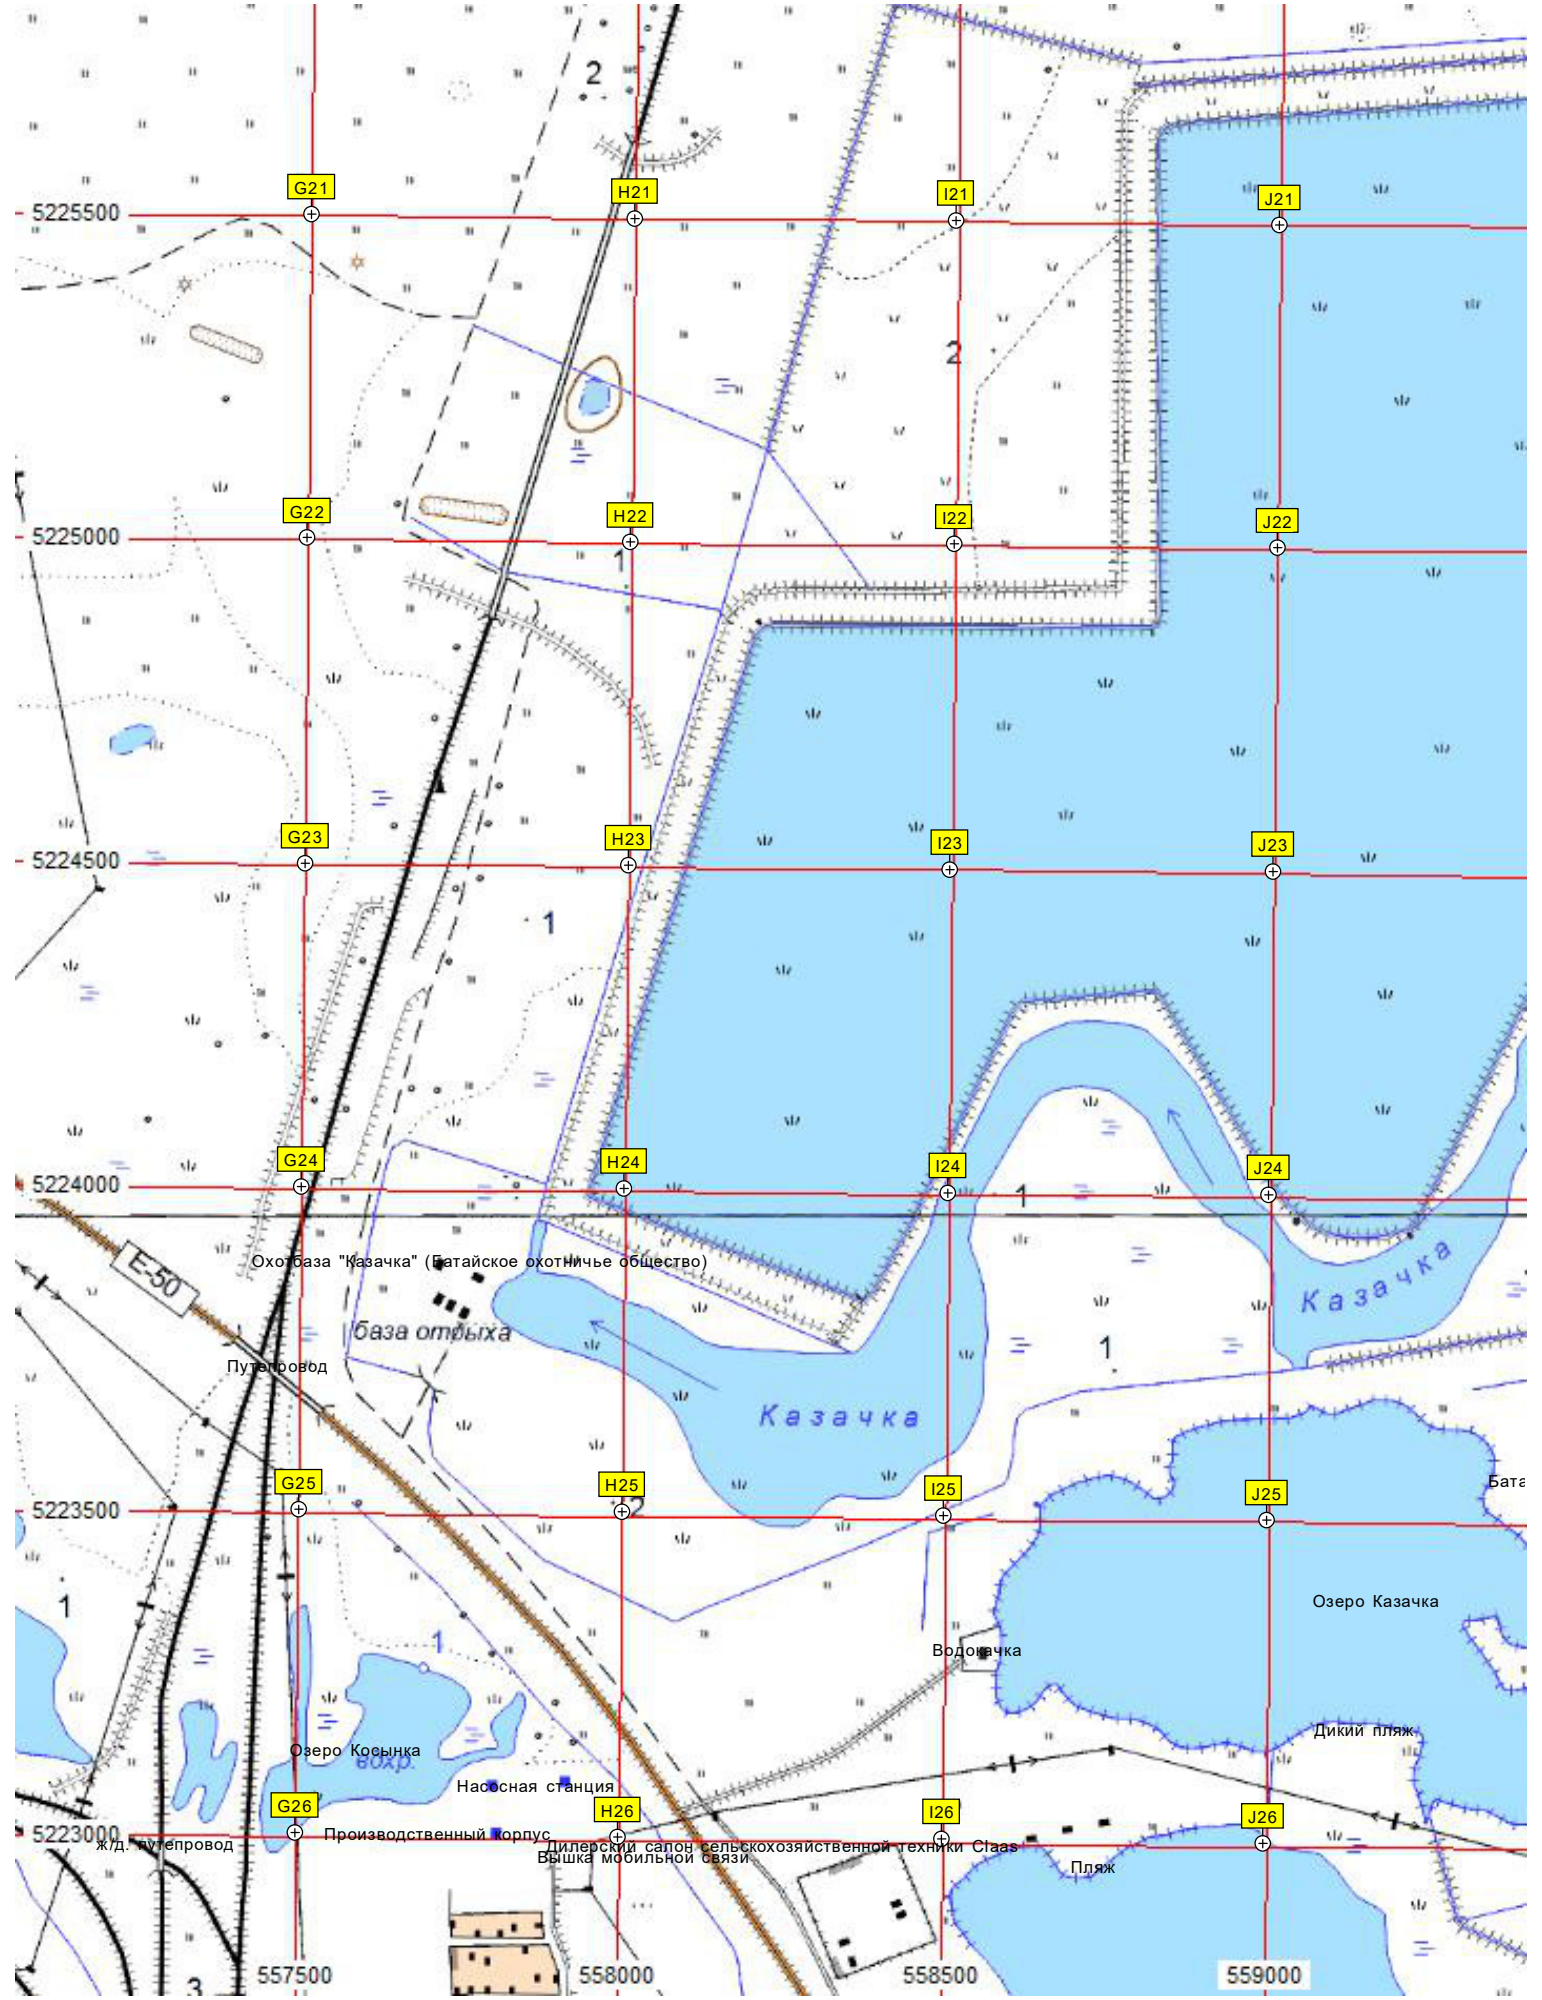 2
G21
H21
I21
J21
5225500
2
G22
H22
I22
J22
5225000
1
G23
H23
I23
J23
5224500
1
G24
H24
I24
J24
5224000
1
E-50
Охотбаза "Казачка" (Батайское охотничье общество)
Казачка
база отдыха
1
Путепровод
Казачка
G25
H25
I25
J25
Бата
5223500
2
1
Озеро Казачка
1
Водокачка
Дикий пляж
Озеро Косынка
вдхр.
Насосная станция
G26
H26
I26
J26
5223000
ж/д. путепровод
Производственный корпус
Дилерский салон сельскохозяйственной техники Claas
Вышка мобильной связи
Пляж
557500
558000
558500
559000
3